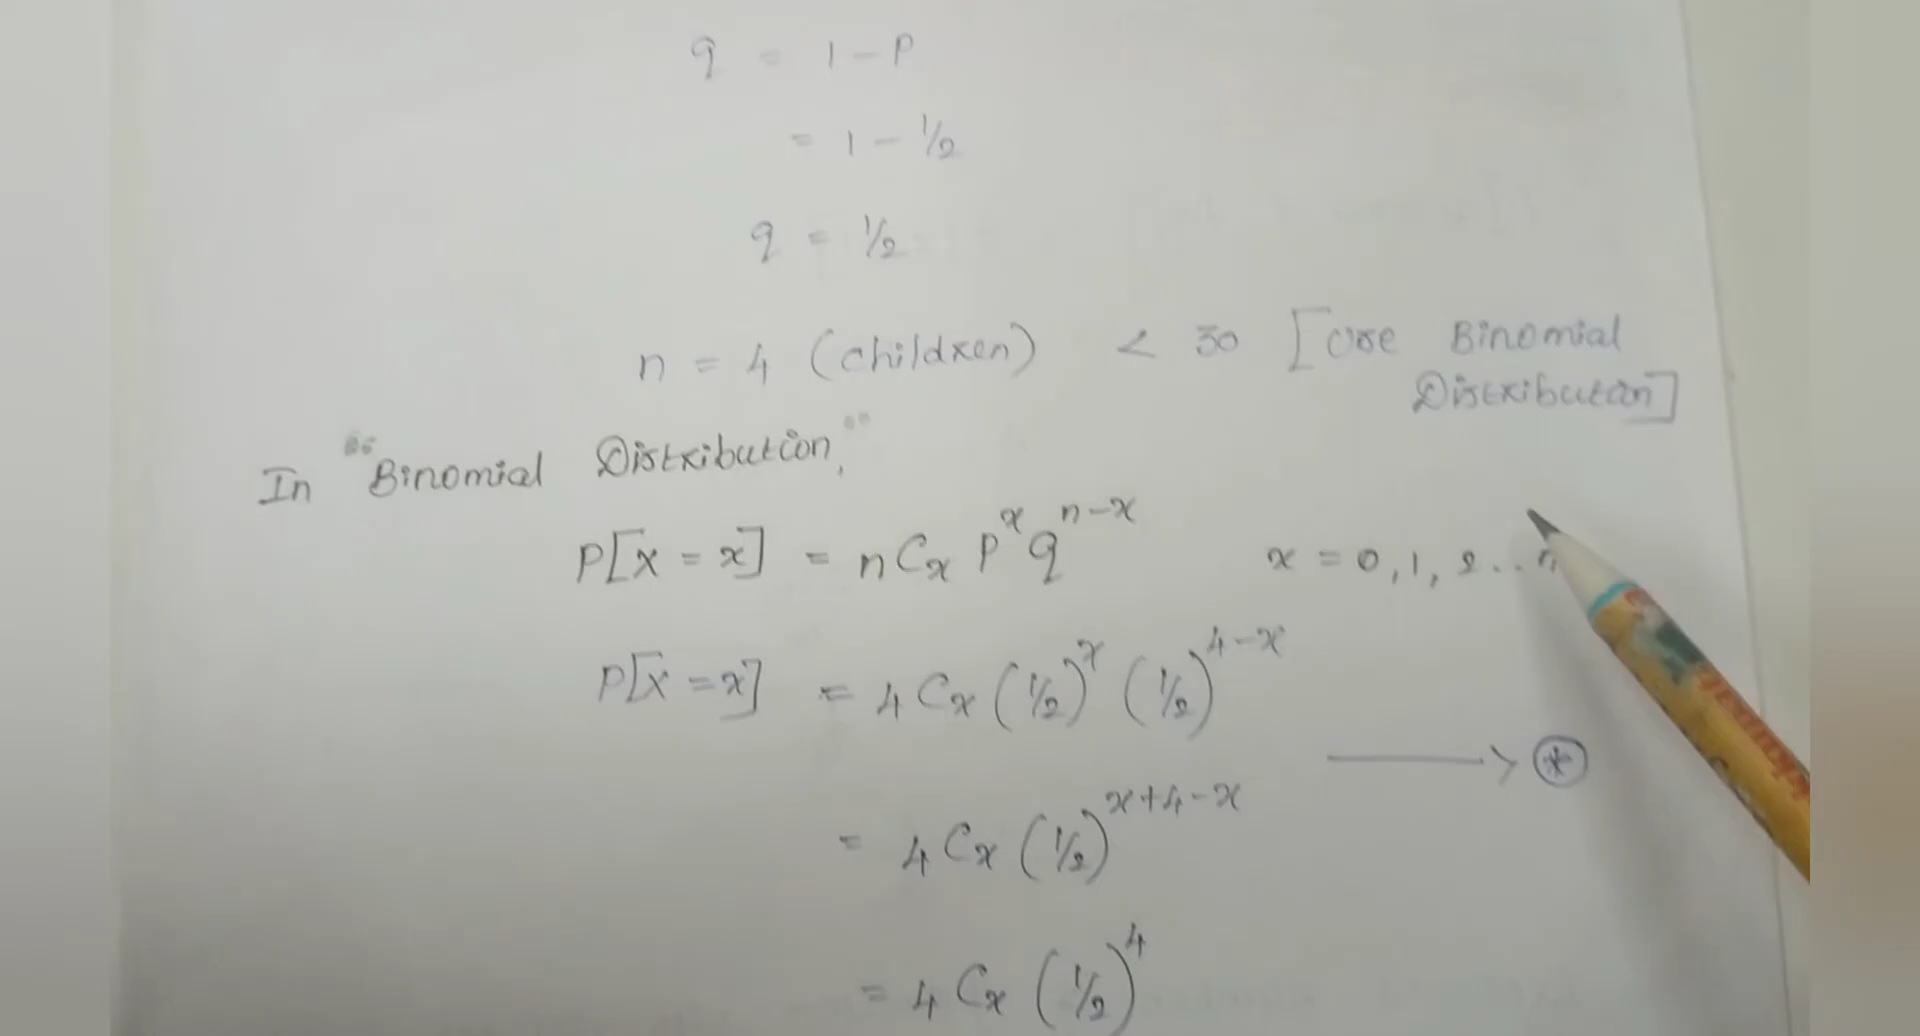 q = 1 - P
= 1 - 1/2
q = 1/2
n = 4 (children) < 30 [Use Binomial Distribution]
In "Binomial Distribution,"
P[X = x] = nCx p^x q^(n-x) x = 0, 1, 2 .. n
P[X = x] = 4Cx (1/2)^x (1/2)^(4-x)
→ (*)
= 4Cx (1/2)^(x+4-x)
= 4Cx (1/2)^4